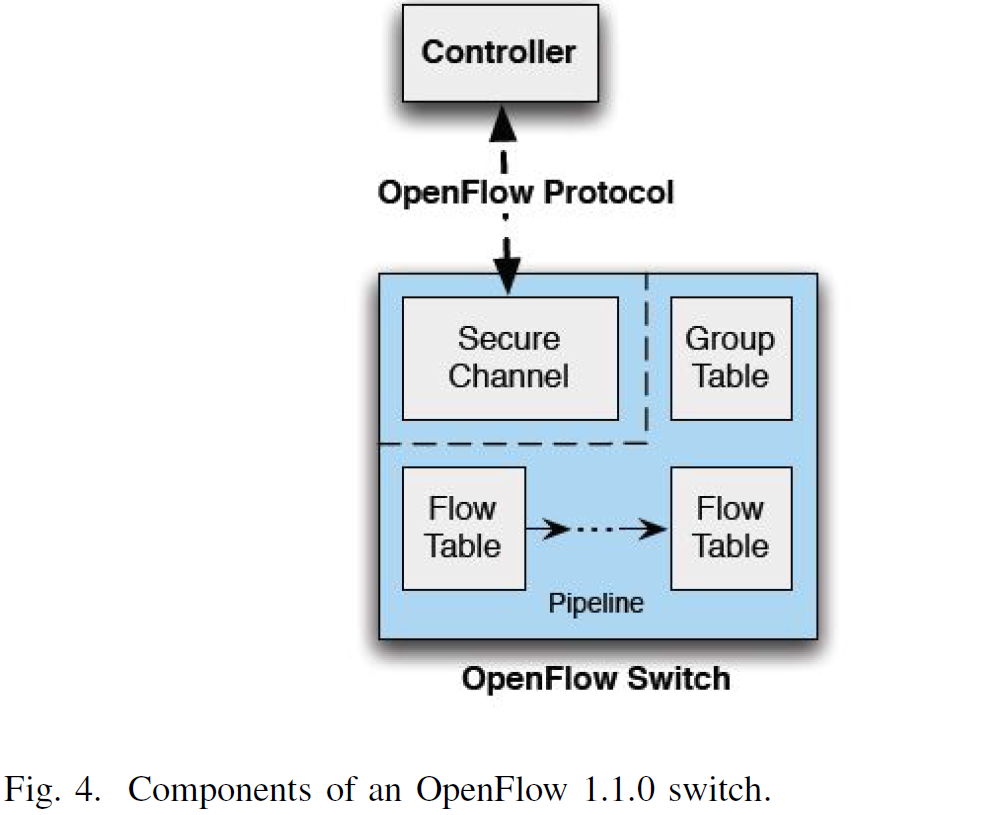 Controller
OpenFlow Protocol
Secure
Channel
Group
Table
Flow
Table
Flow
Table
Pipeline
OpenFlow Switch
Fig. 4. Components of an OpenFlow 1.1.0 switch.